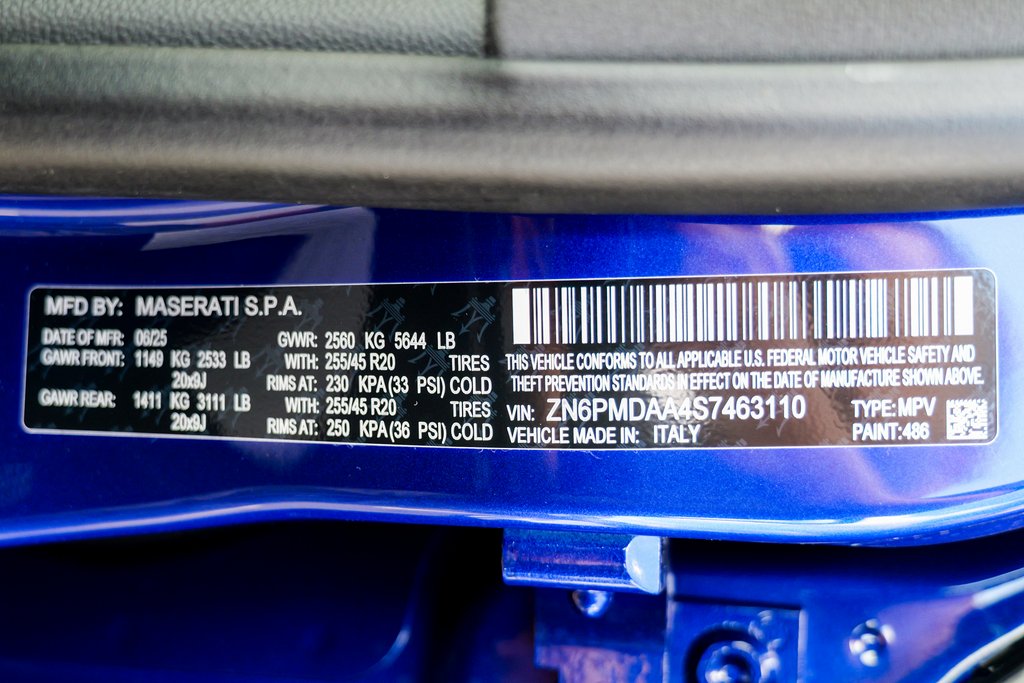 MFD BY: MASERATI S.P.A.
DATE OF MFR: 06/25 GVWR: 2560 KG 5644 LB
GAWR FRONT: 1149 KG 2533 LB WITH: 255/45 R20 TIRES
20x9J RIMS AT: 230 KPA (33 PSI) COLD
GAWR REAR: 1411 KG 3111 LB WITH: 255/45 R20 TIRES
20x9J RIMS AT: 250 KPA (36 PSI) COLD
THIS VEHICLE CONFORMS TO ALL APPLICABLE U.S. FEDERAL MOTOR VEHICLE SAFETY AND
THEFT PREVENTION STANDARDS IN EFFECT ON THE DATE OF MANUFACTURE SHOWN ABOVE.
VIN: ZN6PMDAA4S7463110 TYPE: MPV
VEHICLE MADE IN: ITALY PAINT: 486